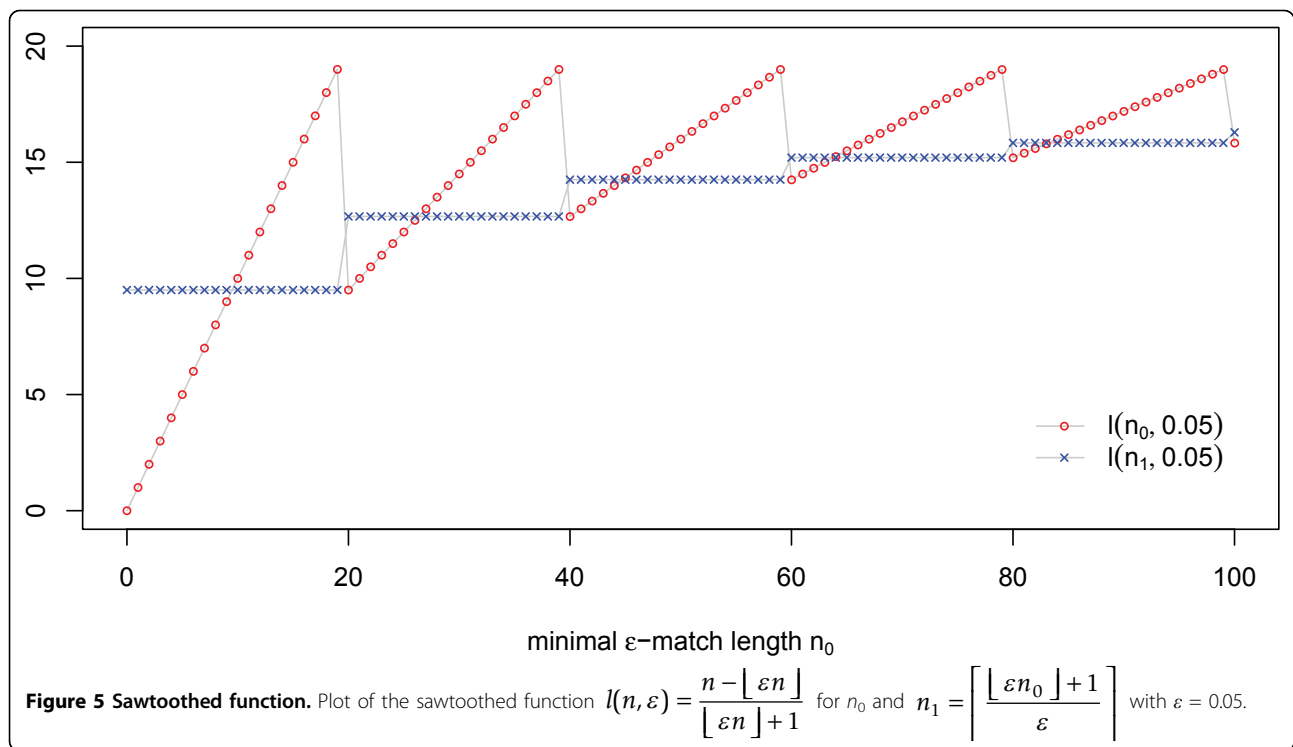 20
15
10
5
0
l(n₀, 0.05)
l(n₁, 0.05)
0 20 40 60 80 100
minimal ε−match length n₀
Figure 5 Sawtoothed function. Plot of the sawtoothed function l(n, ε) = (n − ⌊εn⌋) / (⌊εn⌋ + 1) for n₀ and n₁ = ⌈(⌊εn₀⌋ + 1) / ε⌉ with ε = 0.05.